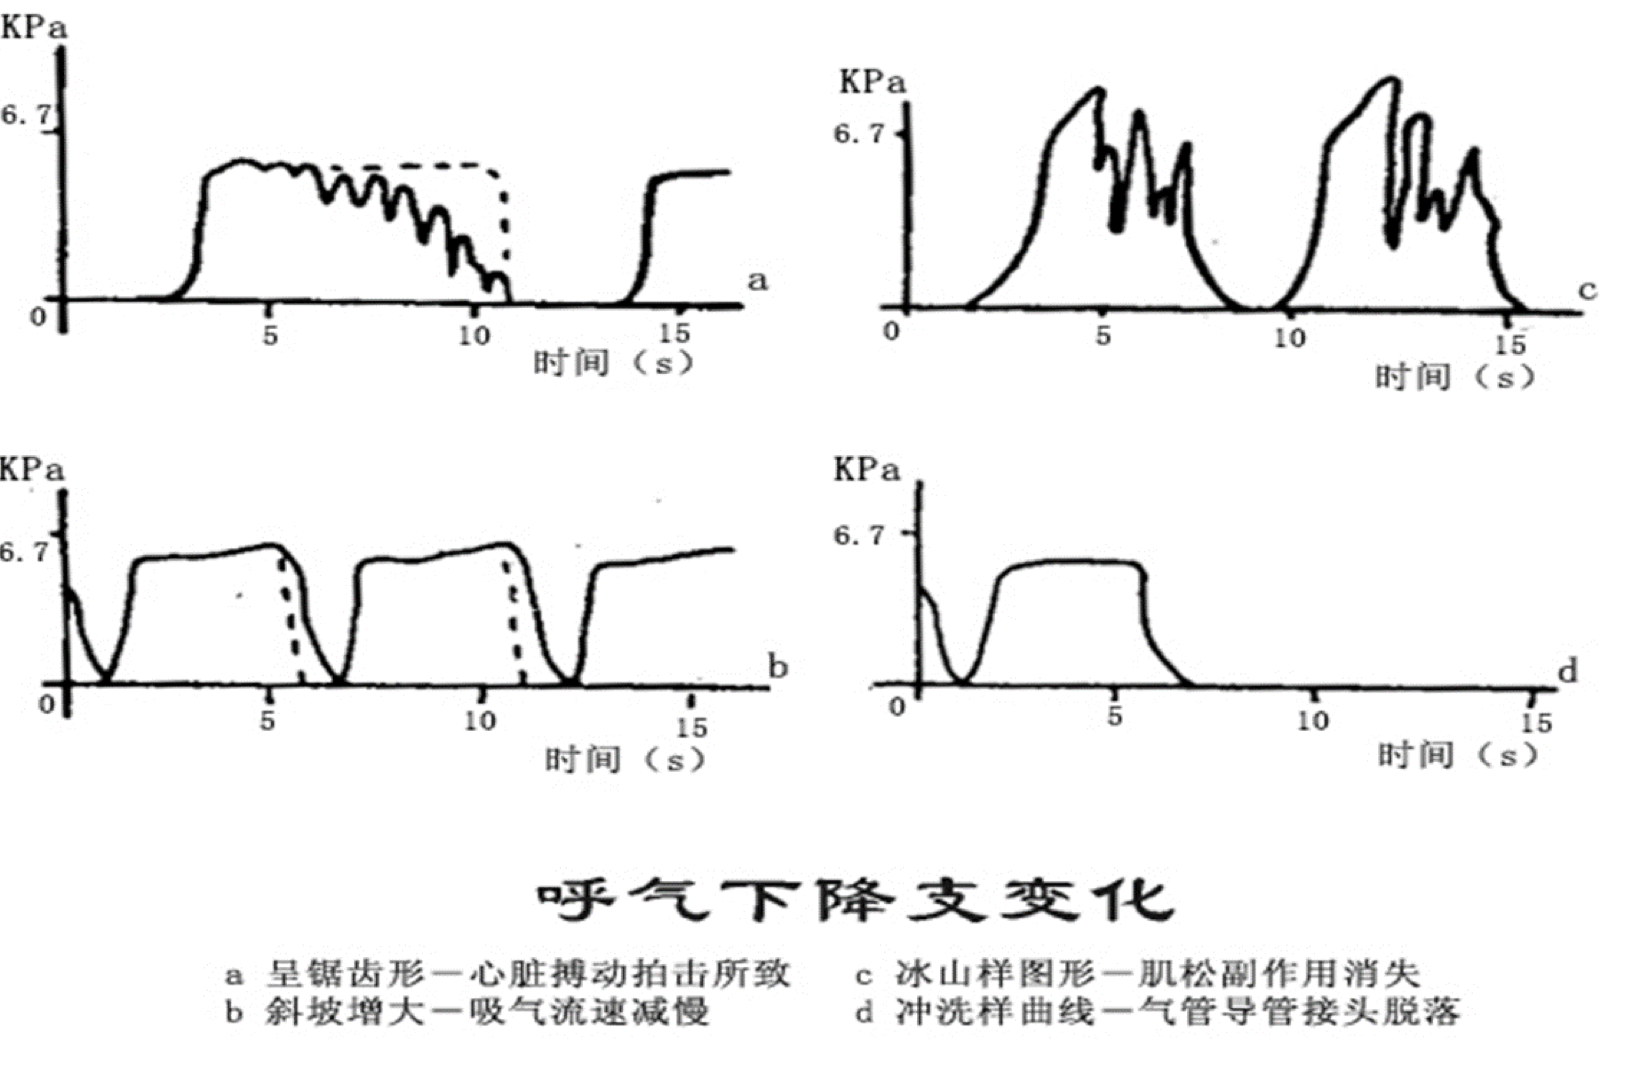 KPa
6.7
0
5
10
15
时间（s）
a
KPa
6.7
0
5
10
15
时间（s）
c
KPa
6.7
0
5
10
15
时间（s）
b
KPa
6.7
0
5
10
15
时间（s）
d
呼气下降支变化
a 呈锯齿形—心脏搏动拍击所致
c 冰山样图形—肌松副作用消失
b 斜坡增大—吸气流速减慢
d 冲洗样曲线—气管导管接头脱落